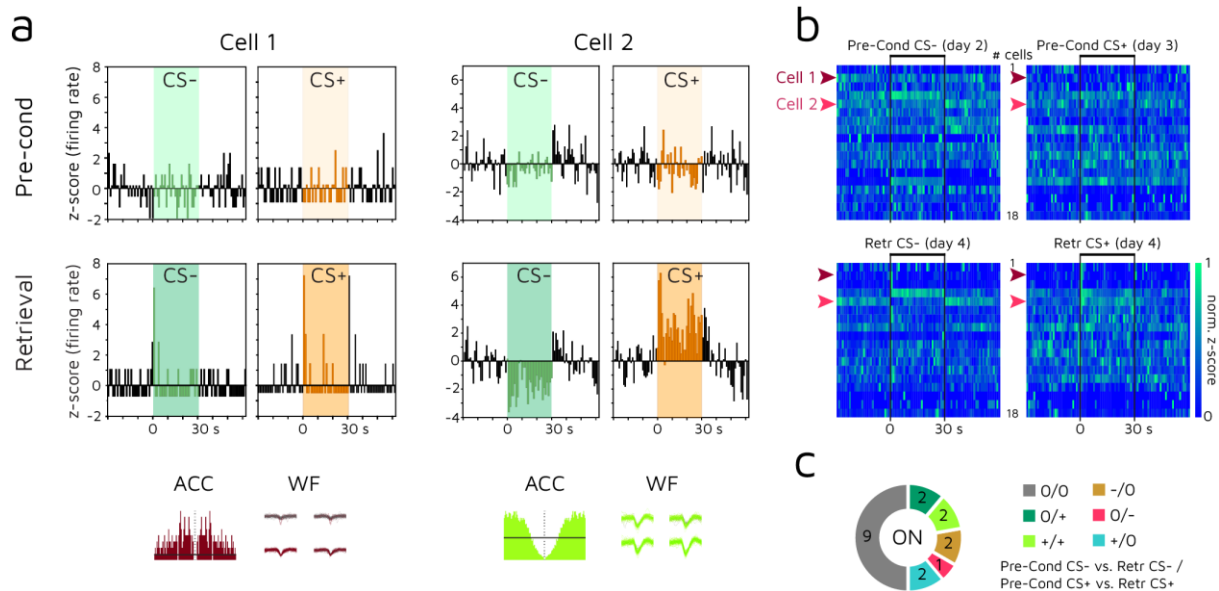 a
Cell 1
Cell 2
Pre-cond
z-score (firing rate)
8
6
4
2
0
-2
CS-
CS+
6
4
2
0
-2
-4
CS-
CS+
Retrieval
z-score (firing rate)
8
6
4
2
0
-2
CS-
CS+
0
30 s
0
30 s
6
4
2
0
-2
-4
CS-
CS+
0
30 s
0
30 s
ACC
WF
ACC
WF
b
Pre-Cond CS- (day 2)
# cells
Pre-Cond CS+ (day 3)
Cell 1
Cell 2
1
18
Retr CS- (day 4)
Retr CS+ (day 4)
1
18
0
30 s
0
30 s
1
norm. z-score
0
c
ON
9
2
2
2
1
2
0/0
-/0
0/+
0/-
+/+
+/0
Pre-Cond CS- vs. Retr CS- /
Pre-Cond CS+ vs. Retr CS+